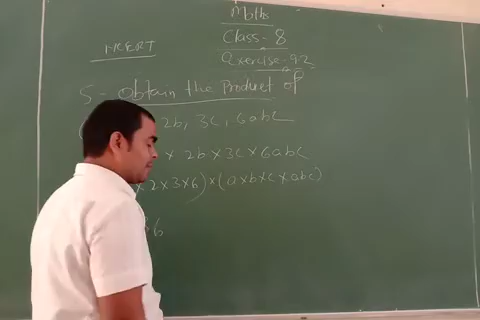 Maths
Class - 8
NCERT
Exercise - 9.2
5 - Obtain the Product of
2b, 3c, 6abc
× 2b × 3c × 6abc
× 2 × 3 × 6) × (a × b × c × abc)
6